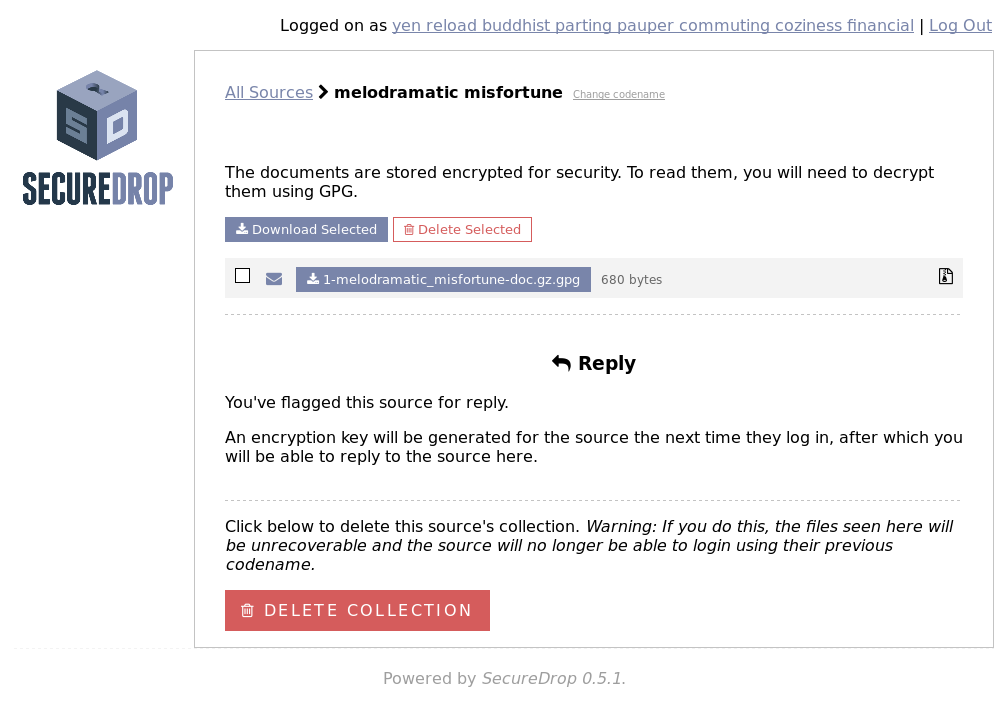 Logged on as yen reload buddhist parting pauper commuting coziness financial | Log Out
SD
SECUREDROP
All Sources melodramatic misfortune Change codename
The documents are stored encrypted for security. To read them, you will need to decrypt
them using GPG.
Download Selected Delete Selected
1-melodramatic_misfortune-doc.gz.gpg 680 bytes
Reply
You've flagged this source for reply.
An encryption key will be generated for the source the next time they log in, after which you
will be able to reply to the source here.
Click below to delete this source's collection. Warning: If you do this, the files seen here will
be unrecoverable and the source will no longer be able to login using their previous
codename.
DELETE COLLECTION
Powered by SecureDrop 0.5.1.